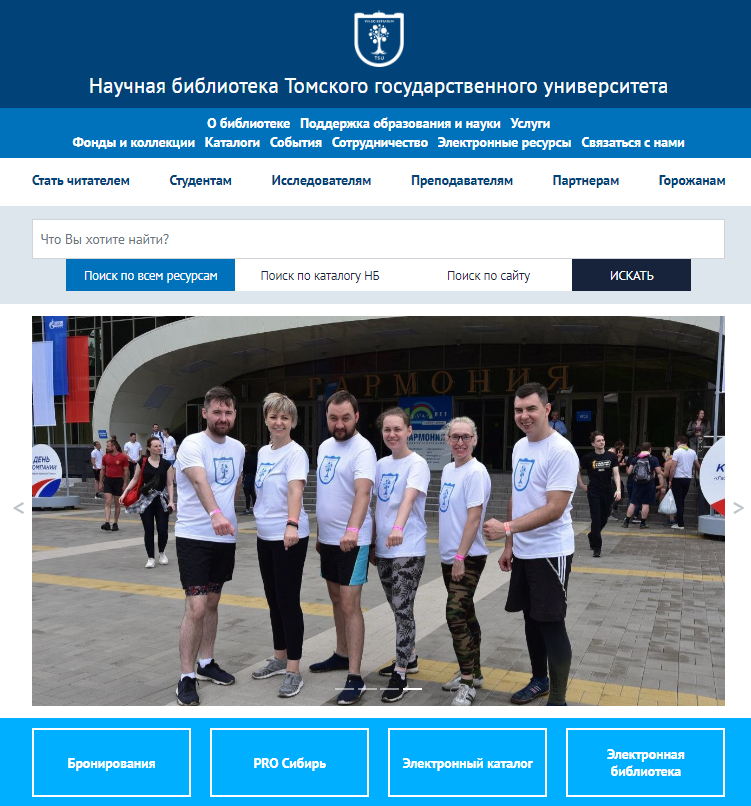 TSU
Научная библиотека Томского государственного университета
О библиотеке Поддержка образования и науки Услуги
Фонды и коллекции Каталоги События Сотрудничество Электронные ресурсы Связаться с нами
Стать читателем Студентам Исследователям Преподавателям Партнерам Горожанам
Что Вы хотите найти?
Поиск по всем ресурсам Поиск по каталогу НБ Поиск по сайту ИСКАТЬ
ГАРМОНИЯ
ДЕНЬ
Бронирования PRO Сибирь Электронный каталог Электронная
библиотека